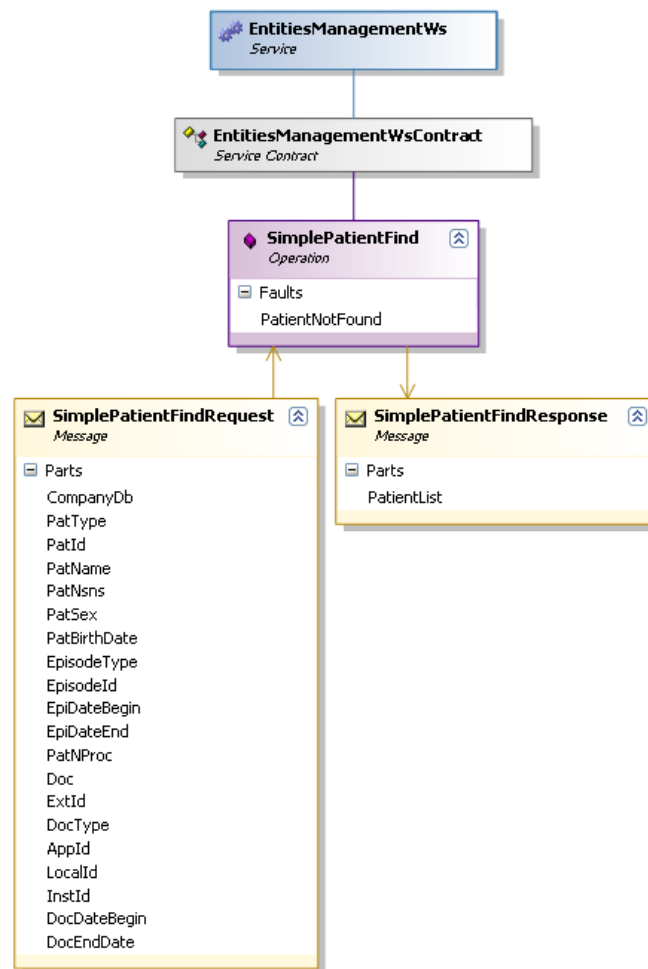 EntitiesManagementWs
Service
EntitiesManagementWsContract
Service Contract
SimplePatientFind
Operation
Faults
PatientNotFound
SimplePatientFindRequest
Message
Parts
CompanyDb
PatType
PatId
PatName
PatNsns
PatSex
PatBirthDate
EpisodeType
EpisodeId
EpiDateBegin
EpiDateEnd
PatNProc
Doc
ExtId
DocType
AppId
LocalId
InstId
DocDateBegin
DocEndDate
SimplePatientFindResponse
Message
Parts
PatientList